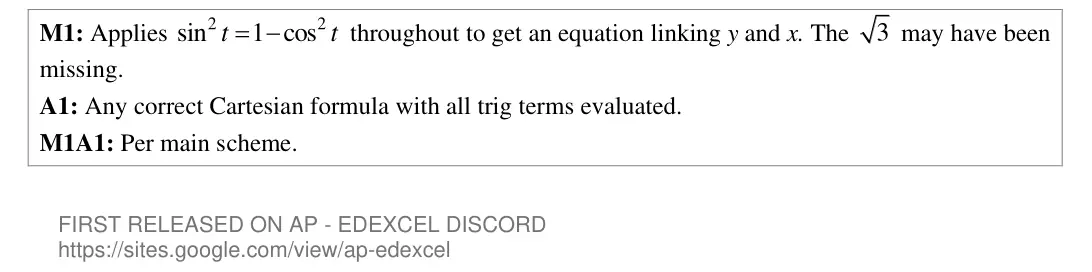 M1: Applies sin² t = 1 − cos² t throughout to get an equation linking y and x. The √3 may have been
missing.
A1: Any correct Cartesian formula with all trig terms evaluated.
M1A1: Per main scheme.
FIRST RELEASED ON AP - EDEXCEL DISCORD
https://sites.google.com/view/ap-edexcel